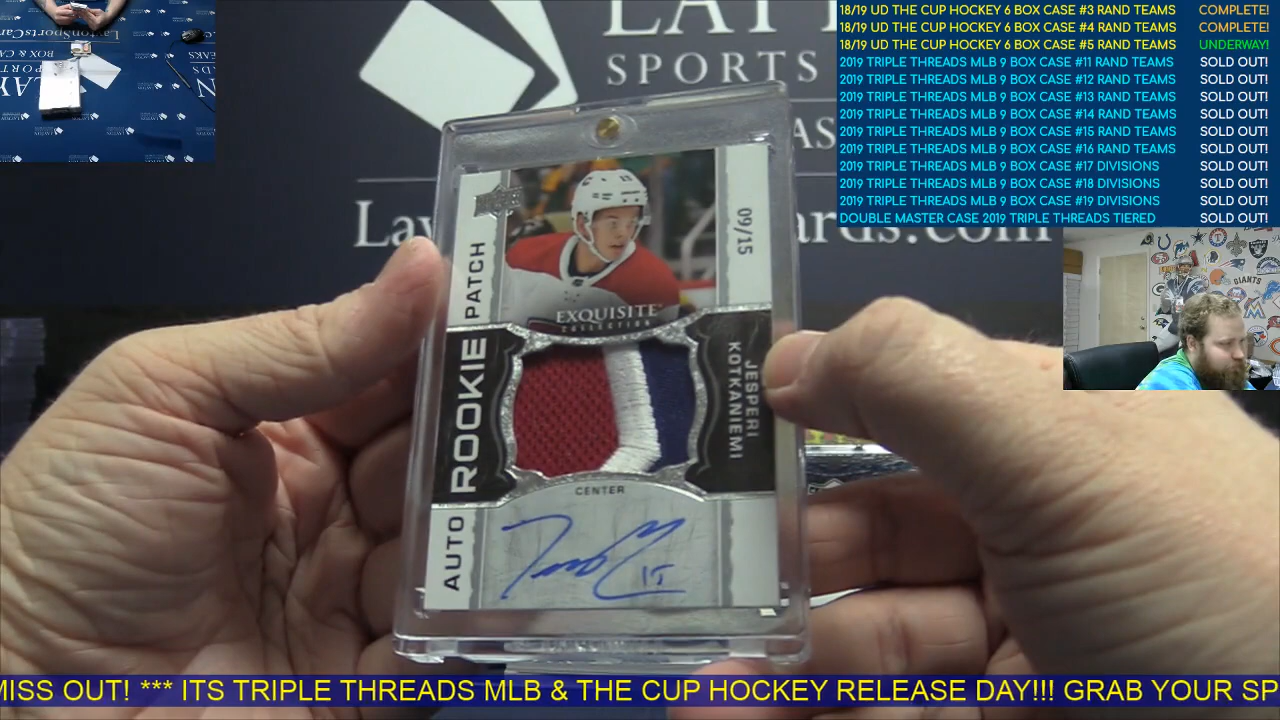 18/19 UD THE CUP HOCKEY 6 BOX CASE #3 RAND TEAMS COMPLETE!
18/19 UD THE CUP HOCKEY 6 BOX CASE #4 RAND TEAMS COMPLETE!
18/19 UD THE CUP HOCKEY 6 BOX CASE #5 RAND TEAMS UNDERWAY!
2019 TRIPLE THREADS MLB 9 BOX CASE #11 RAND TEAMS SOLD OUT!
2019 TRIPLE THREADS MLB 9 BOX CASE #12 RAND TEAMS SOLD OUT!
2019 TRIPLE THREADS MLB 9 BOX CASE #13 RAND TEAMS SOLD OUT!
2019 TRIPLE THREADS MLB 9 BOX CASE #14 RAND TEAMS SOLD OUT!
2019 TRIPLE THREADS MLB 9 BOX CASE #15 RAND TEAMS SOLD OUT!
2019 TRIPLE THREADS MLB 9 BOX CASE #16 RAND TEAMS SOLD OUT!
2019 TRIPLE THREADS MLB 9 BOX CASE #17 DIVISIONS SOLD OUT!
2019 TRIPLE THREADS MLB 9 BOX CASE #18 DIVISIONS SOLD OUT!
2019 TRIPLE THREADS MLB 9 BOX CASE #19 DIVISIONS SOLD OUT!
DOUBLE MASTER CASE 2019 TRIPLE THREADS TIERED SOLD OUT!
LAYT
SPORTS
Layt
rds.com
09/15
EXQUISITE
COLLECTION
AUTO ROOKIE PATCH
JESPERI
KOTKANIEMI
CENTER
15
GIANTS
MISS OUT! *** ITS TRIPLE THREADS MLB & THE CUP HOCKEY RELEASE DAY!!! GRAB YOUR SP